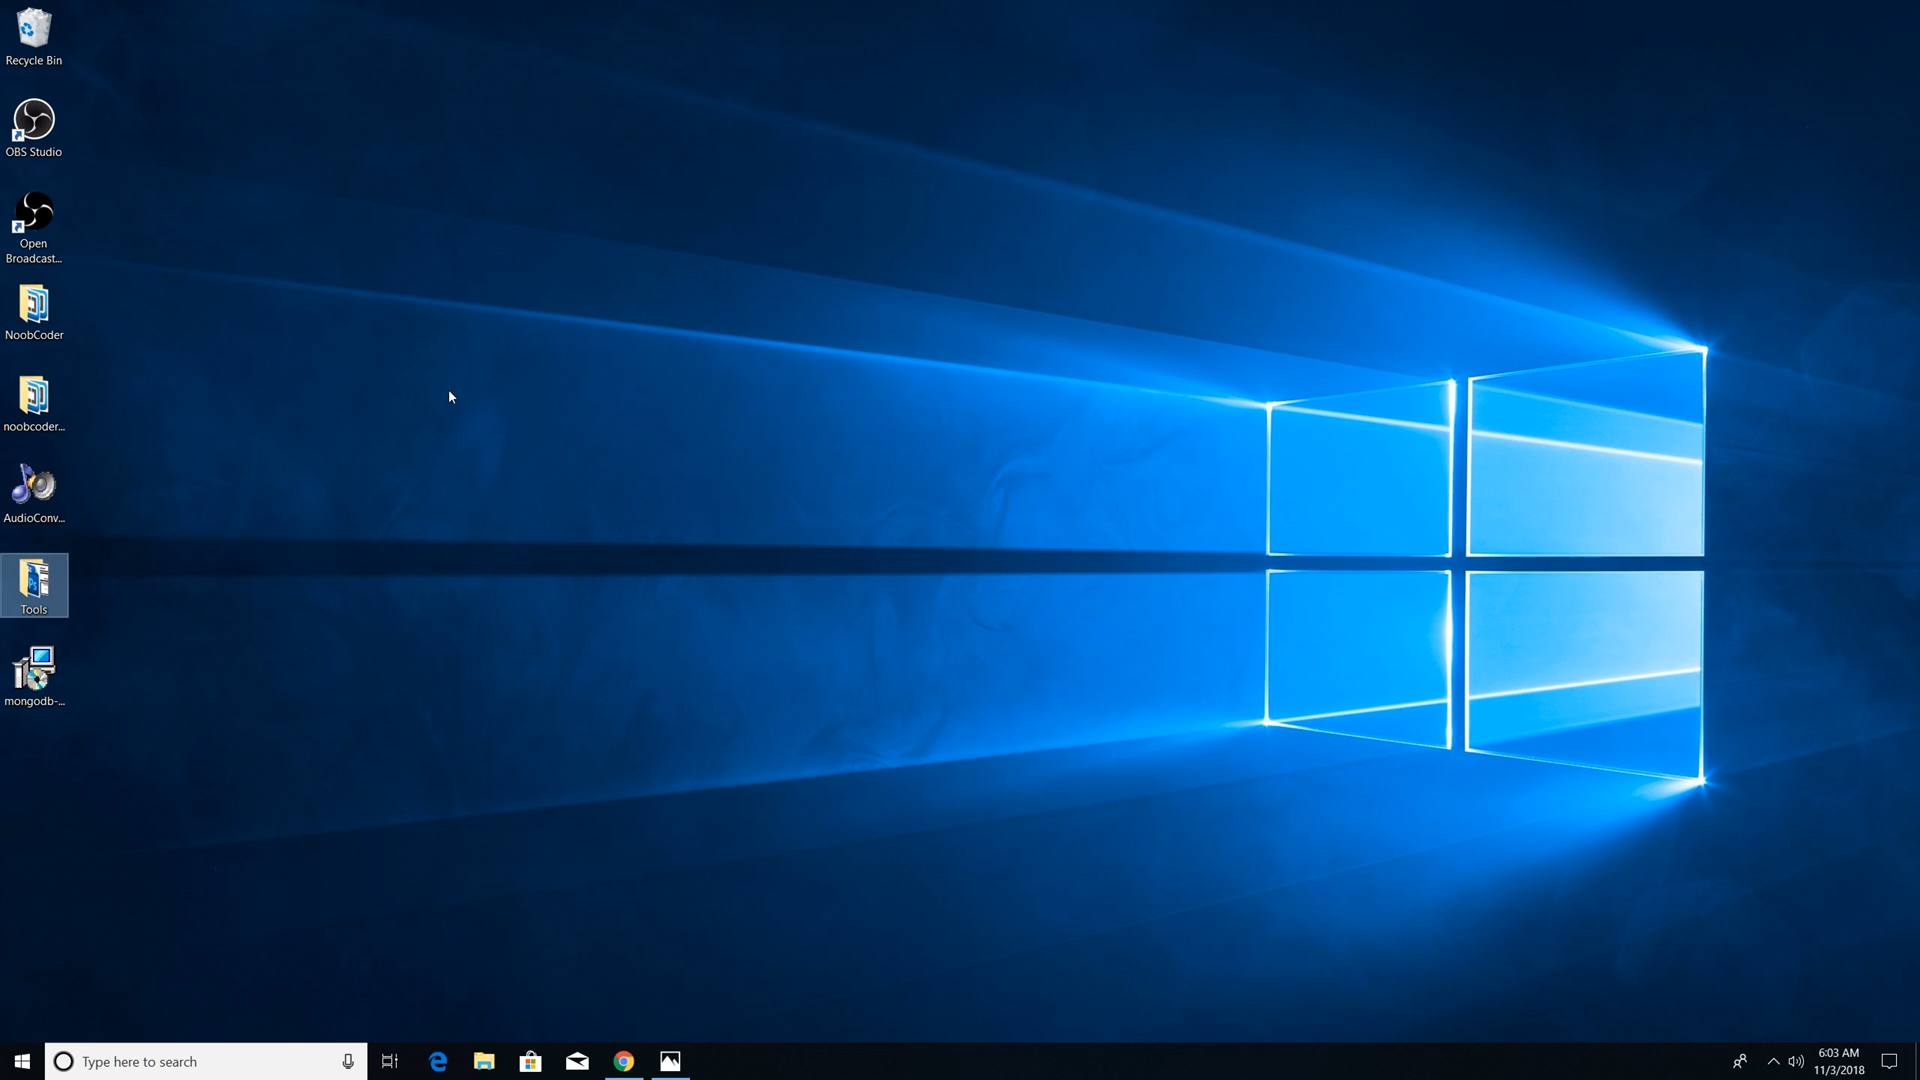 Recycle Bin
OBS Studio
Open
Broadcast...
NoobCoder
noobcoder...
AudioConv...
Ps
Tools
mongodb-...
Type here to search
6:03 AM
11/3/2018